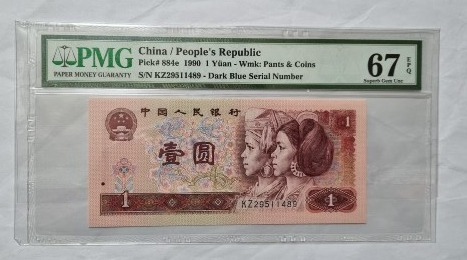 PMG
PAPER MONEY GUARANTY
China / People's Republic
Pick# 884e 1990 1 Yüan - Wmk: Pants & Coins
S/N KZ29511489 - Dark Blue Serial Number
67 EPQ
Superb Gem Unc
中国人民银行
1
壹圆
1
KZ29511489
1